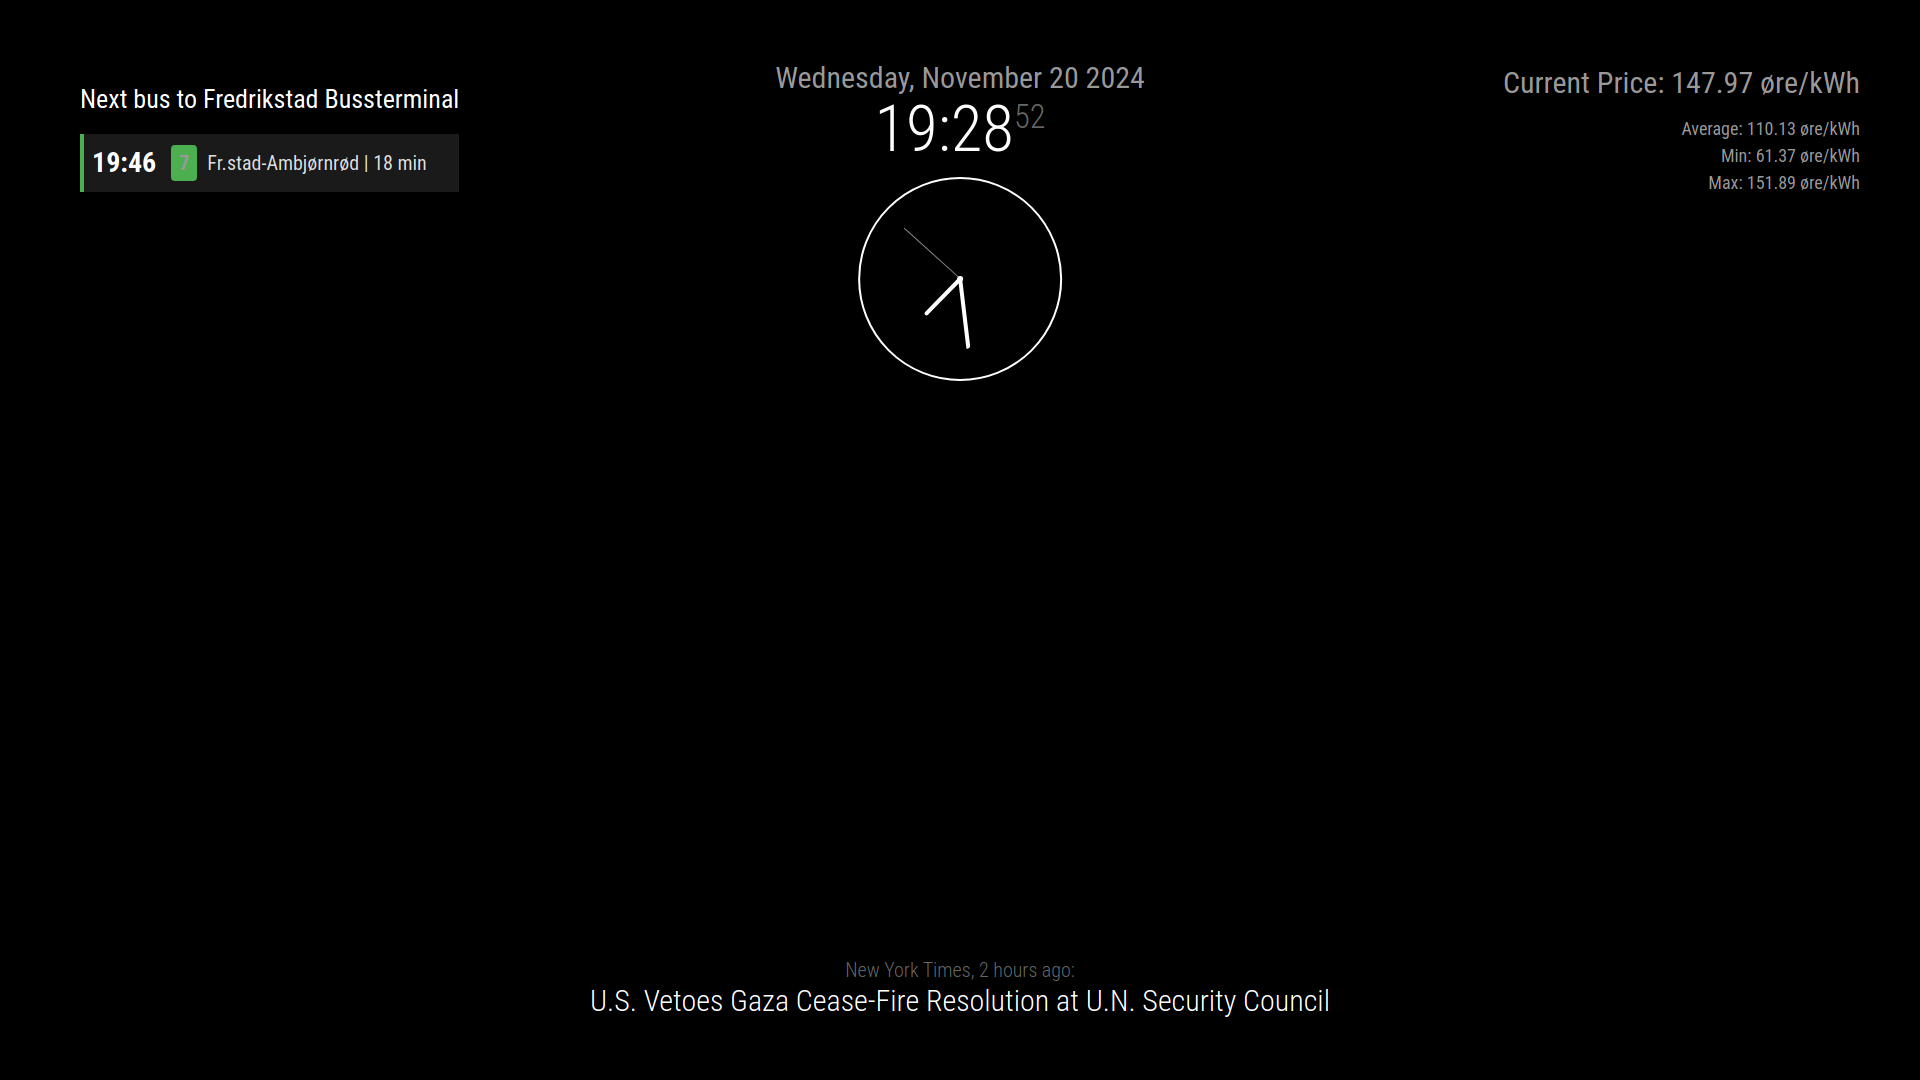 Next bus to Fredrikstad Bussterminal
19:46 7 Fr.stad-Ambjørnrød | 18 min
Wednesday, November 20 2024
19:28 52
Current Price: 147.97 øre/kWh
Average: 110.13 øre/kWh
Min: 61.37 øre/kWh
Max: 151.89 øre/kWh
New York Times, 2 hours ago:
U.S. Vetoes Gaza Cease-Fire Resolution at U.N. Security Council